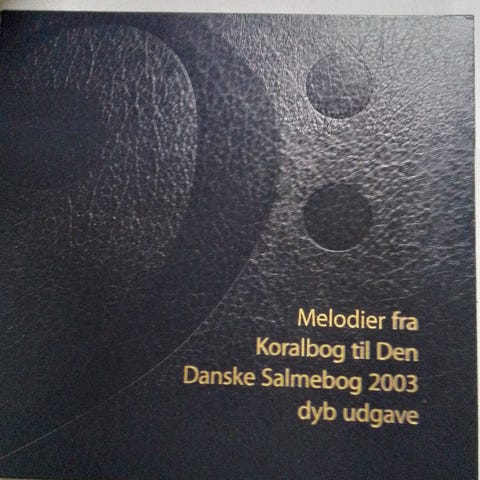 Melodier fra
Koralbog til Den
Danske Salmebog 2003
dyb udgave